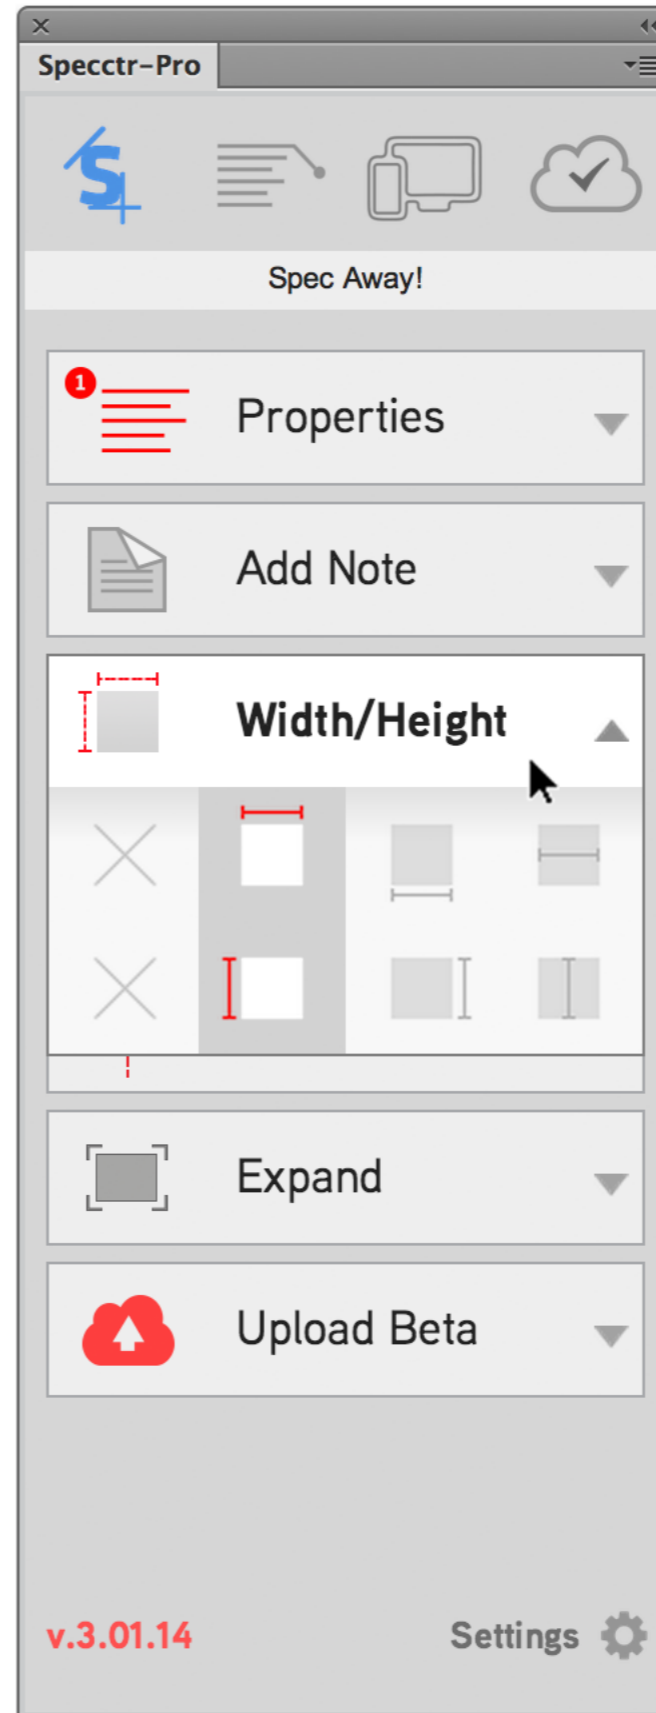 Specctr-Pro
Spec Away!
1
Properties
Add Note
Width/Height
Expand
Upload Beta
v.3.01.14
Settings